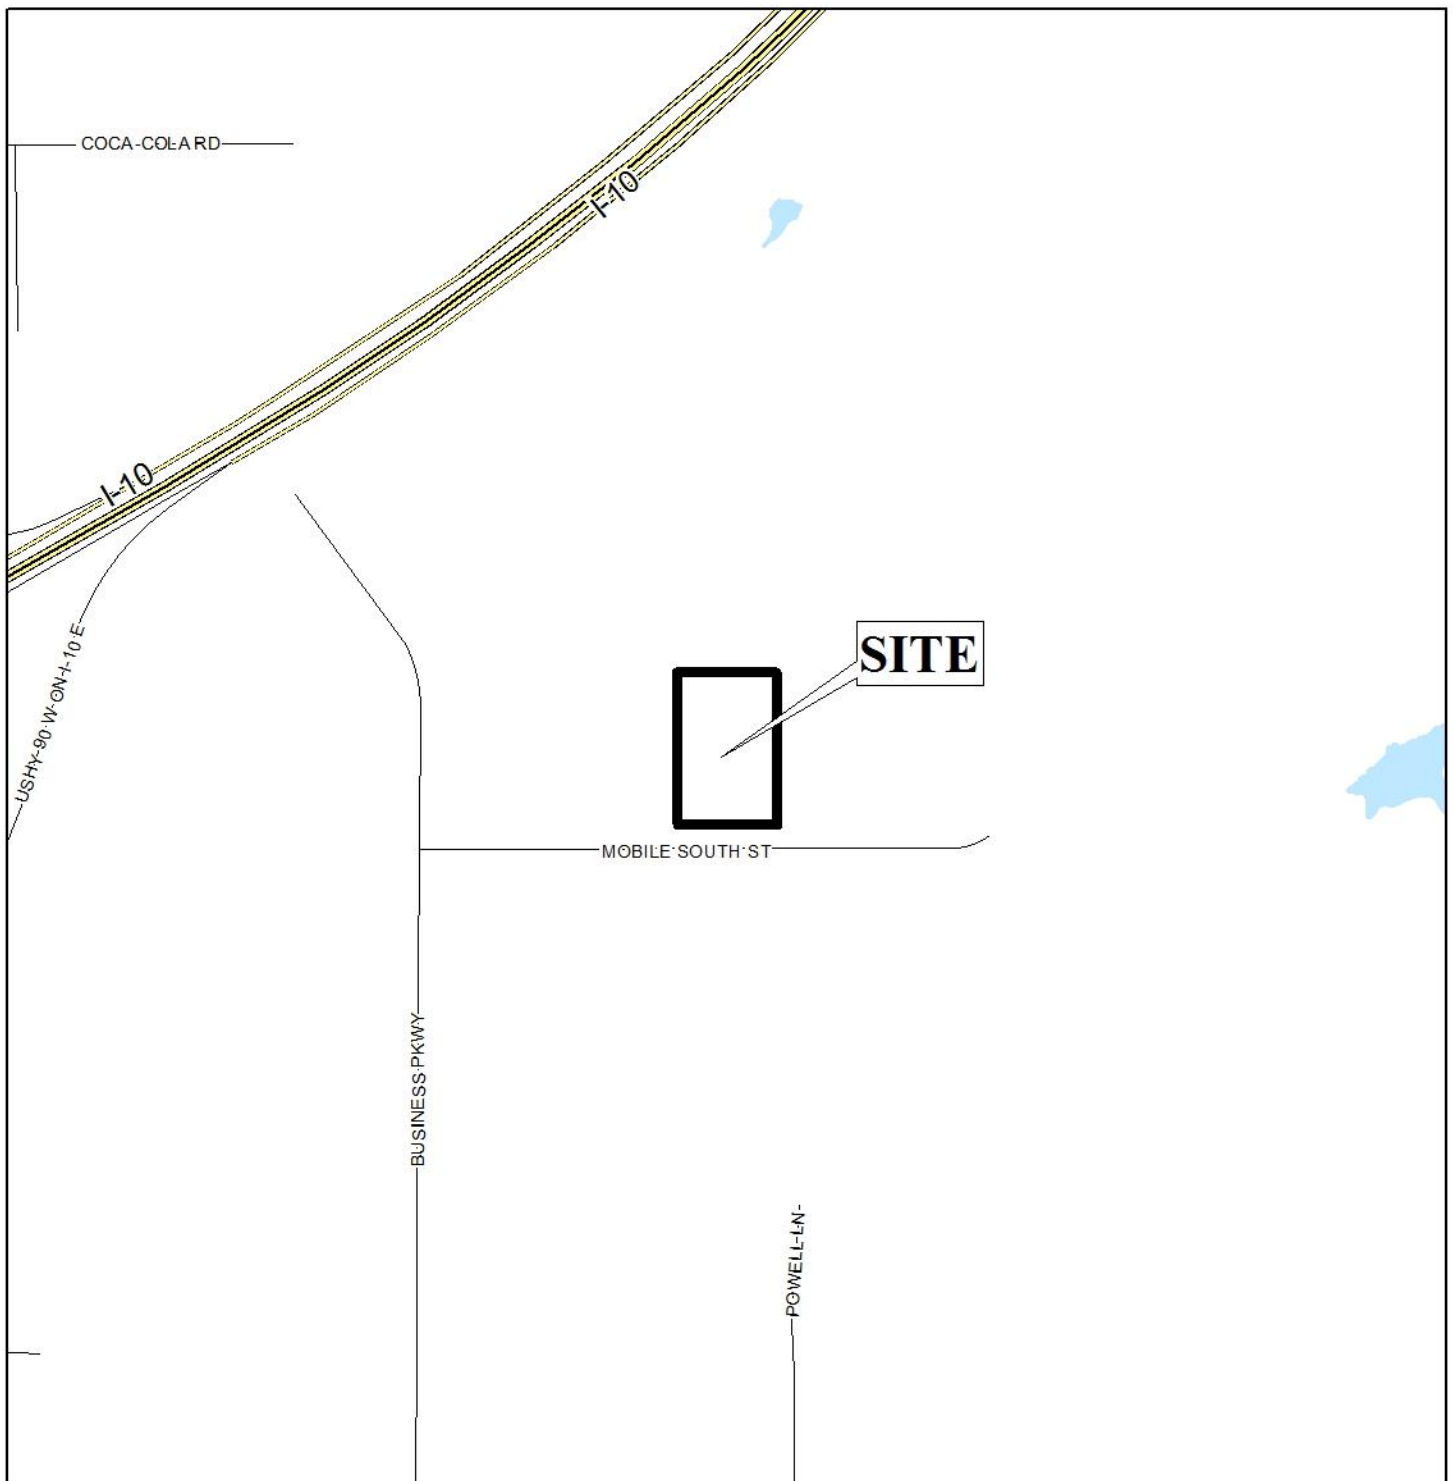 COCA-COLA RD
I-10
I-10
USHY 90 W ON I-10 E
SITE
MOBILE SOUTH ST
BUSINESS PKWY
POWELL LN